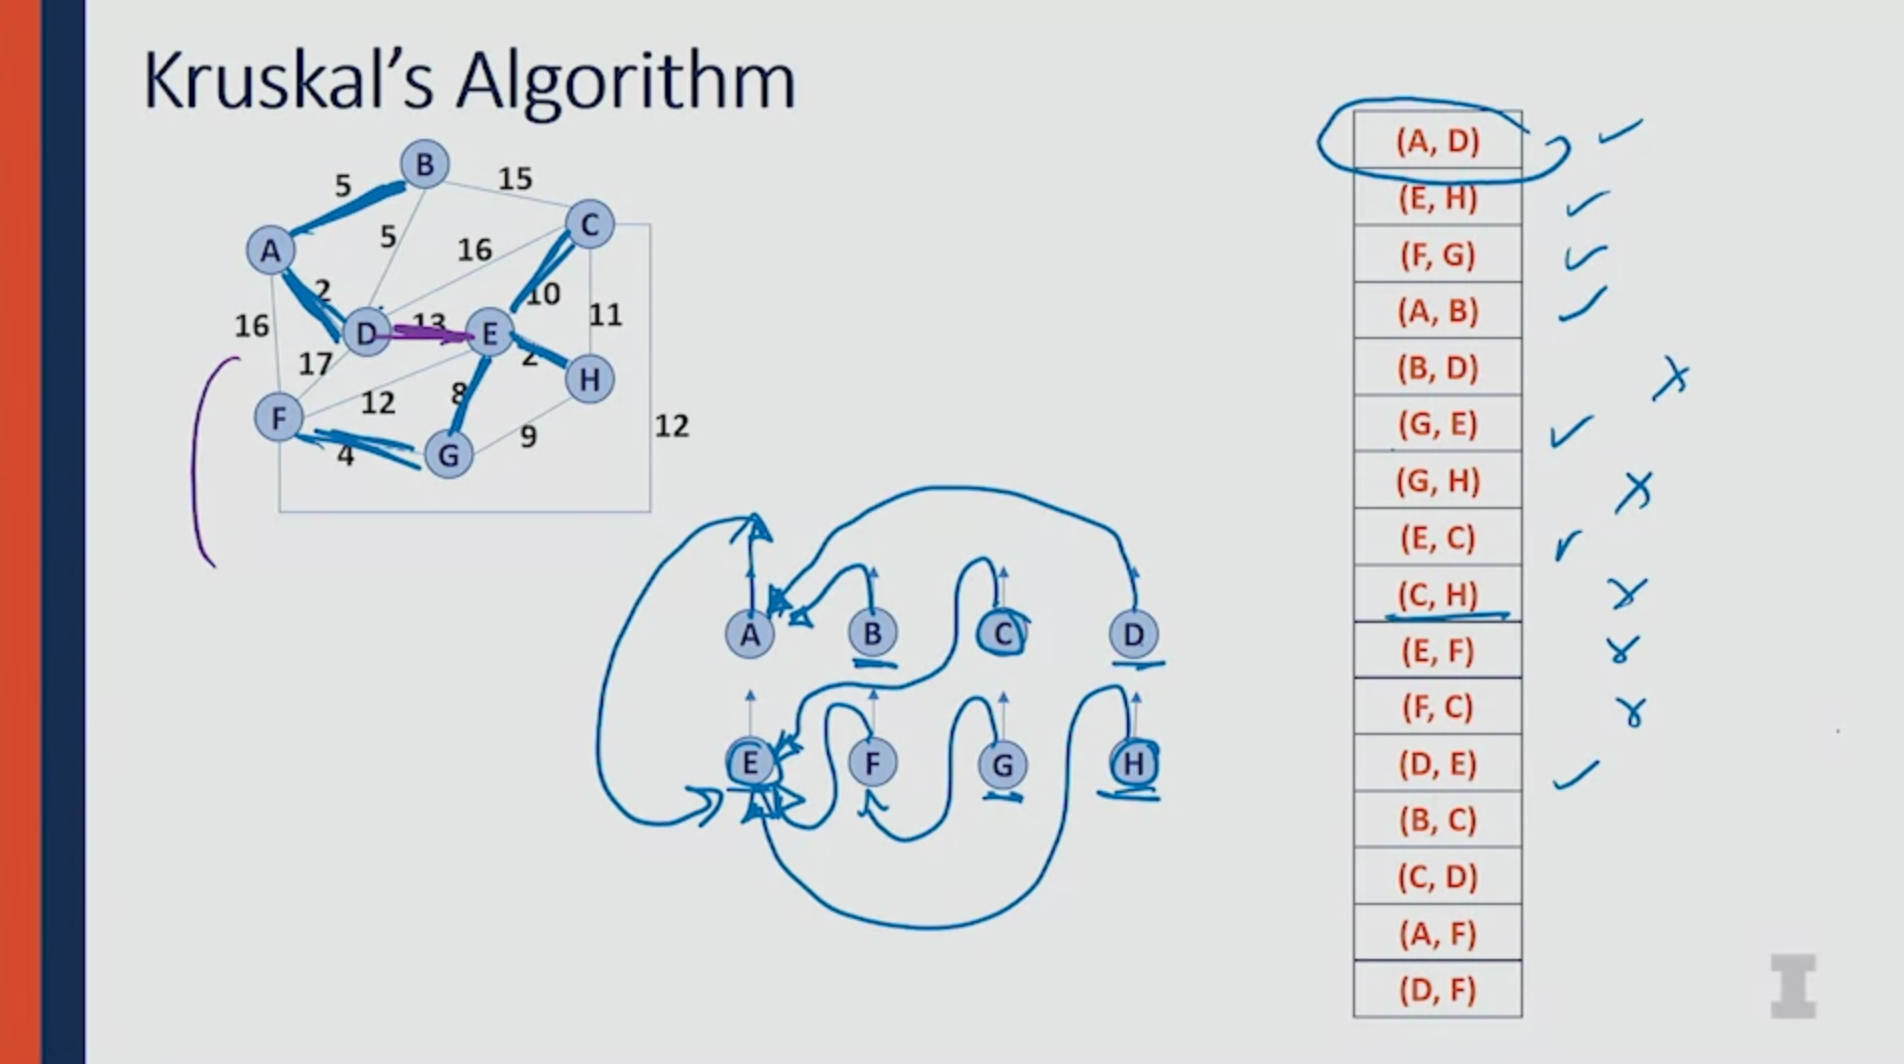 Kruskal's Algorithm
B
5
15
C
5
A
16
2
10
11
16
D
13
E
2
H
17
12
8
F
12
9
4
G
A B C D
E F G H
(A, D) ✓
(E, H) ✓
(F, G) ✓
(A, B) ✓
(B, D) ✗
(G, E) ✓
(G, H) ✗
(E, C) ✓
(C, H) ✗
(E, F) ✗
(F, C) ✗
(D, E) ✓
(B, C)
(C, D)
(A, F)
(D, F)
I